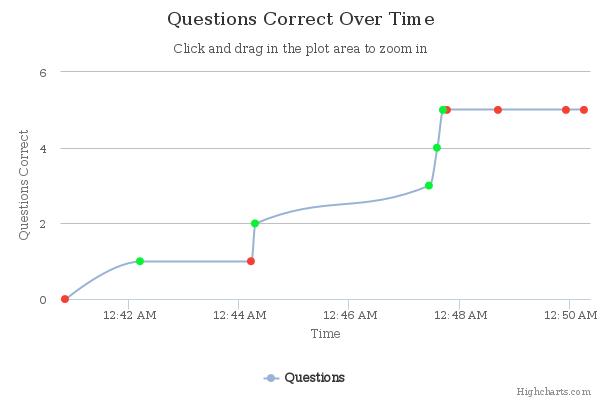 Questions Correct Over Time
Click and drag in the plot area to zoom in
Questions Correct
6
4
2
0
12:42 AM
12:44 AM
12:46 AM
12:48 AM
12:50 AM
Time
Questions
Highcharts.com